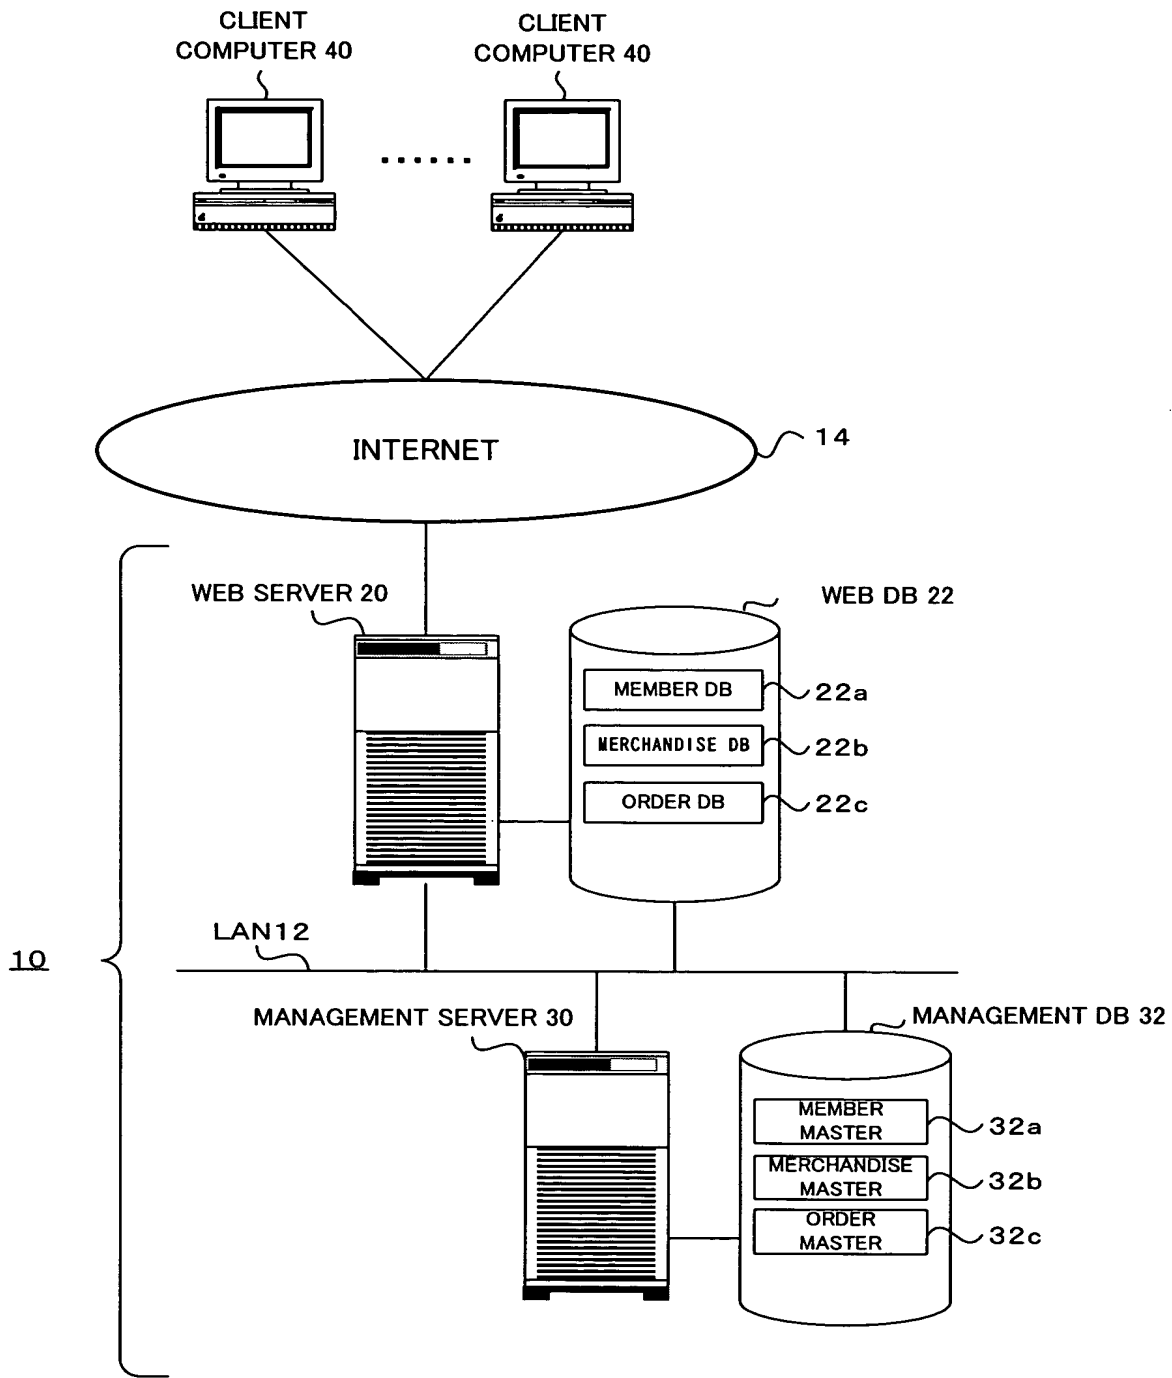 CLIENT
COMPUTER 40
CLIENT
COMPUTER 40
INTERNET
14
WEB SERVER 20
WEB DB 22
MEMBER DB
22a
MERCHANDISE DB
22b
ORDER DB
22c
LAN12
10
MANAGEMENT SERVER 30
MANAGEMENT DB 32
MEMBER
MASTER
32a
MERCHANDISE
MASTER
32b
ORDER
MASTER
32c